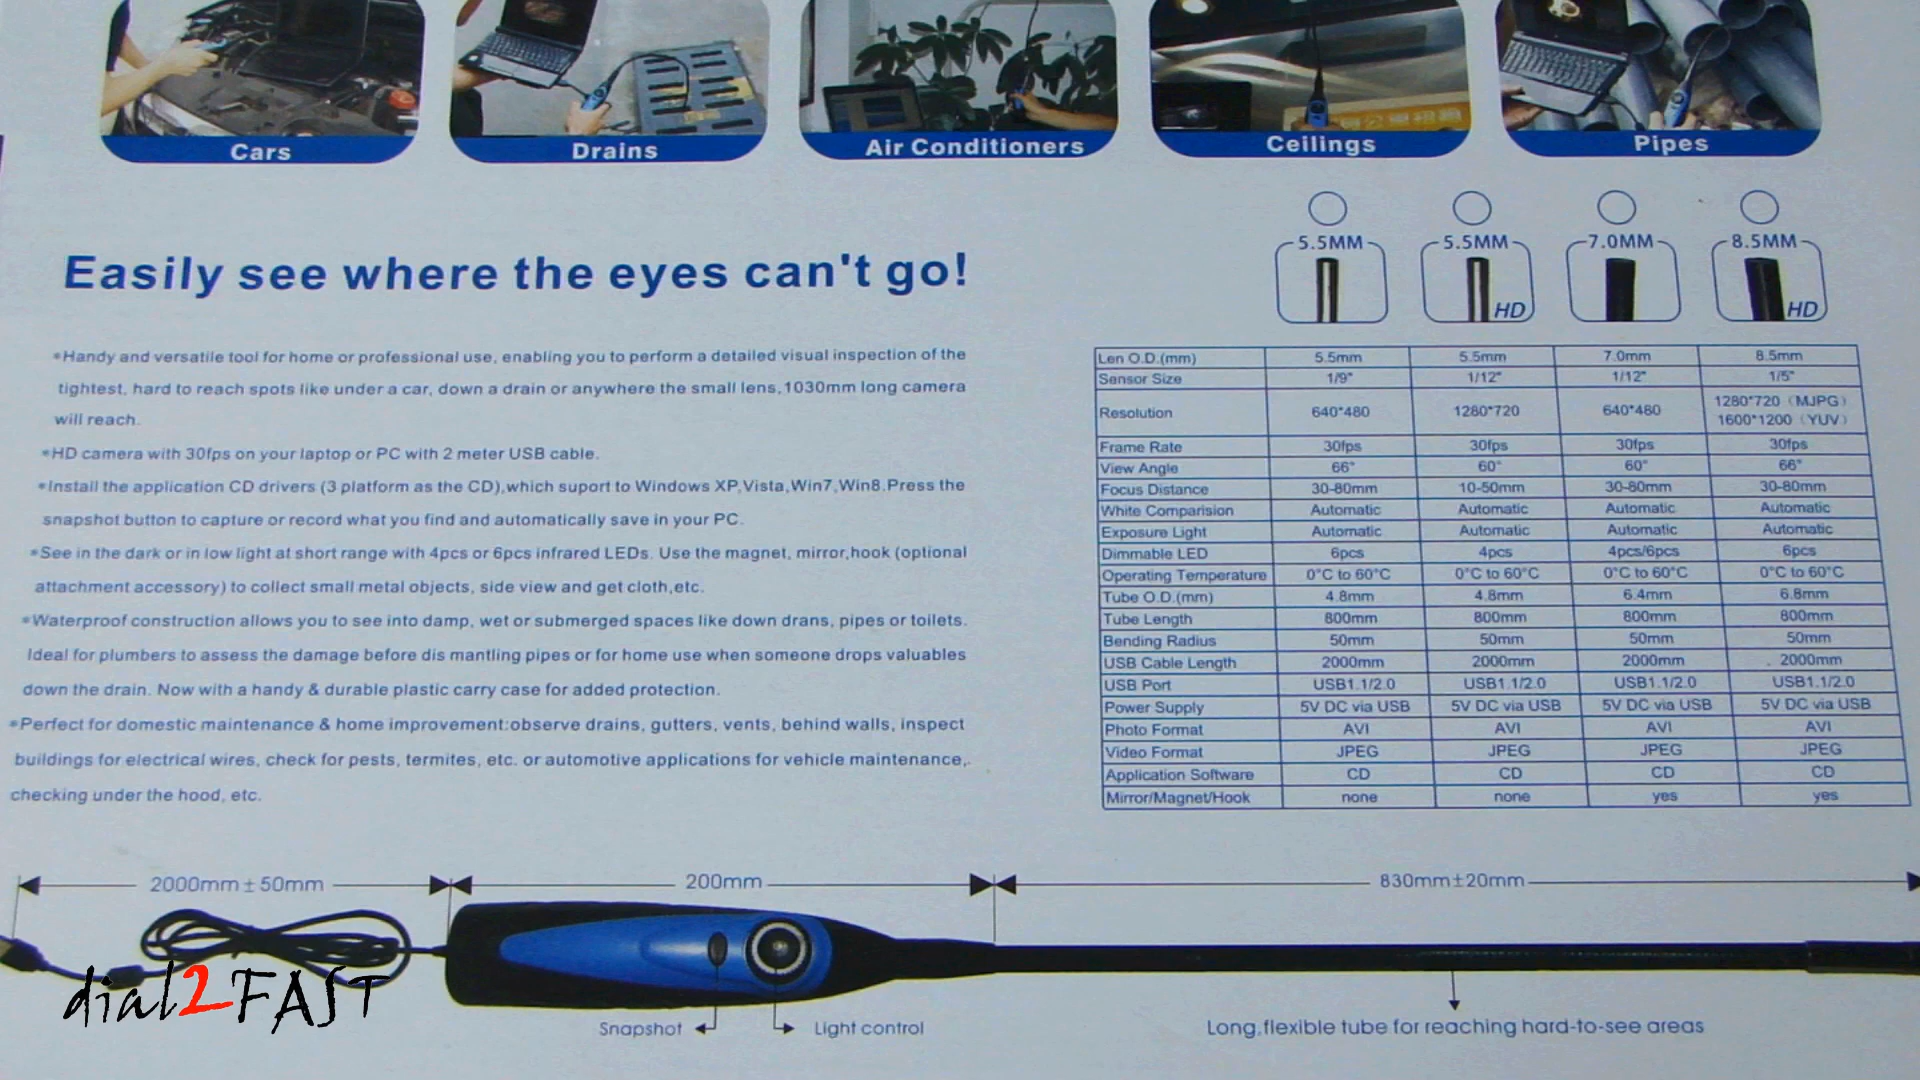 Cars
Drains
Air Conditioners
Ceilings
Pipes
Easily see where the eyes can't go!
5.5MM
5.5MM HD
7.0MM
8.5MM HD
*Handy and versatile tool for home or professional use, enabling you to perform a detailed visual inspection of the
tightest, hard to reach spots like under a car, down a drain or anywhere the small lens,1030mm long camera
will reach.
*HD camera with 30fps on your laptop or PC with 2 meter USB cable.
*Install the application CD drivers (3 platform as the CD),which suport to Windows XP,Vista,Win7,Win8.Press the
snapshot button to capture or record what you find and automatically save in your PC.
*See in the dark or in low light at short range with 4pcs or 6pcs infrared LEDs. Use the magnet, mirror,hook (optional
attachment accessory) to collect small metal objects, side view and get cloth,etc.
*Waterproof construction allows you to see into damp, wet or submerged spaces like down drans, pipes or toilets.
Ideal for plumbers to assess the damage before dis mantling pipes or for home use when someone drops valuables
down the drain. Now with a handy & durable plastic carry case for added protection.
*Perfect for domestic maintenance & home improvement:observe drains, gutters, vents, behind walls, inspect
buildings for electrical wires, check for pests, termites, etc. or automotive applications for vehicle maintenance,.
checking under the hood, etc.
Len O.D.(mm) 5.5mm 5.5mm 7.0mm 8.5mm
Sensor Size 1/9" 1/12" 1/12" 1/5"
Resolution 640*480 1280*720 640*480 1280*720 (MJPG)
1600*1200 (YUV)
Frame Rate 30fps 30fps 30fps 30fps
View Angle 66° 60° 60° 66°
Focus Distance 30-80mm 10-50mm 30-80mm 30-80mm
White Comparision Automatic Automatic Automatic Automatic
Exposure Light Automatic Automatic Automatic Automatic
Dimmable LED 6pcs 4pcs 4pcs/6pcs 6pcs
Operating Temperature 0°C to 60°C 0°C to 60°C 0°C to 60°C 0°C to 60°C
Tube O.D.(mm) 4.8mm 4.8mm 6.4mm 6.8mm
Tube Length 800mm 800mm 800mm 800mm
Bending Radius 50mm 50mm 50mm 50mm
USB Cable Length 2000mm 2000mm 2000mm 2000mm
USB Port USB1.1/2.0 USB1.1/2.0 USB1.1/2.0 USB1.1/2.0
Power Supply 5V DC via USB 5V DC via USB 5V DC via USB 5V DC via USB
Photo Format AVI AVI AVI AVI
Video Format JPEG JPEG JPEG JPEG
Application Software CD CD CD CD
Mirror/Magnet/Hook none none yes yes
2000mm±50mm
200mm
830mm±20mm
dial2FAST
Snapshot
Light control
Long,flexible tube for reaching hard-to-see areas